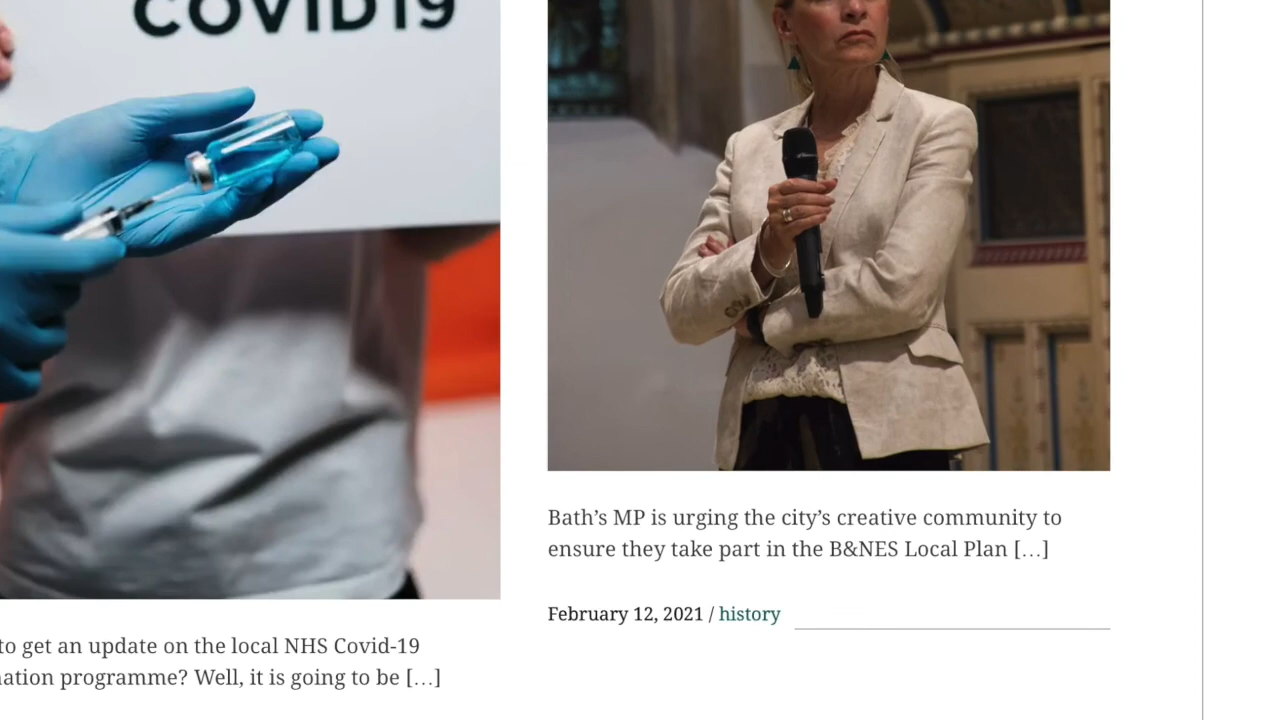 COVID19
to get an update on the local NHS Covid-19
nation programme? Well, it is going to be […]
Bath’s MP is urging the city’s creative community to
ensure they take part in the B&NES Local Plan […]
February 12, 2021 / history